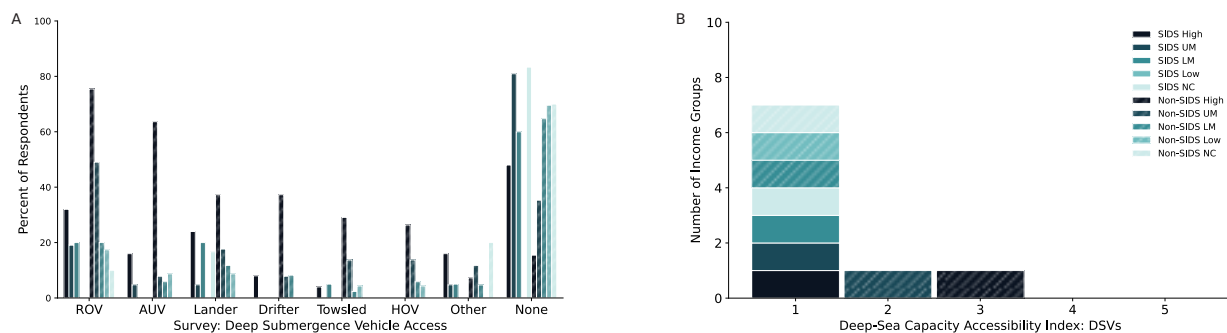 A
100
80
60
40
20
0
Percent of Respondents
ROV AUV Lander Drifter Towsled HOV Other None
Survey: Deep Submergence Vehicle Access
B
10
8
6
4
2
0
Number of Income Groups
SIDS High
SIDS UM
SIDS LM
SIDS Low
SIDS NC
Non-SIDS High
Non-SIDS UM
Non-SIDS LM
Non-SIDS Low
Non-SIDS NC
1 2 3 4 5
Deep-Sea Capacity Accessibility Index: DSVs